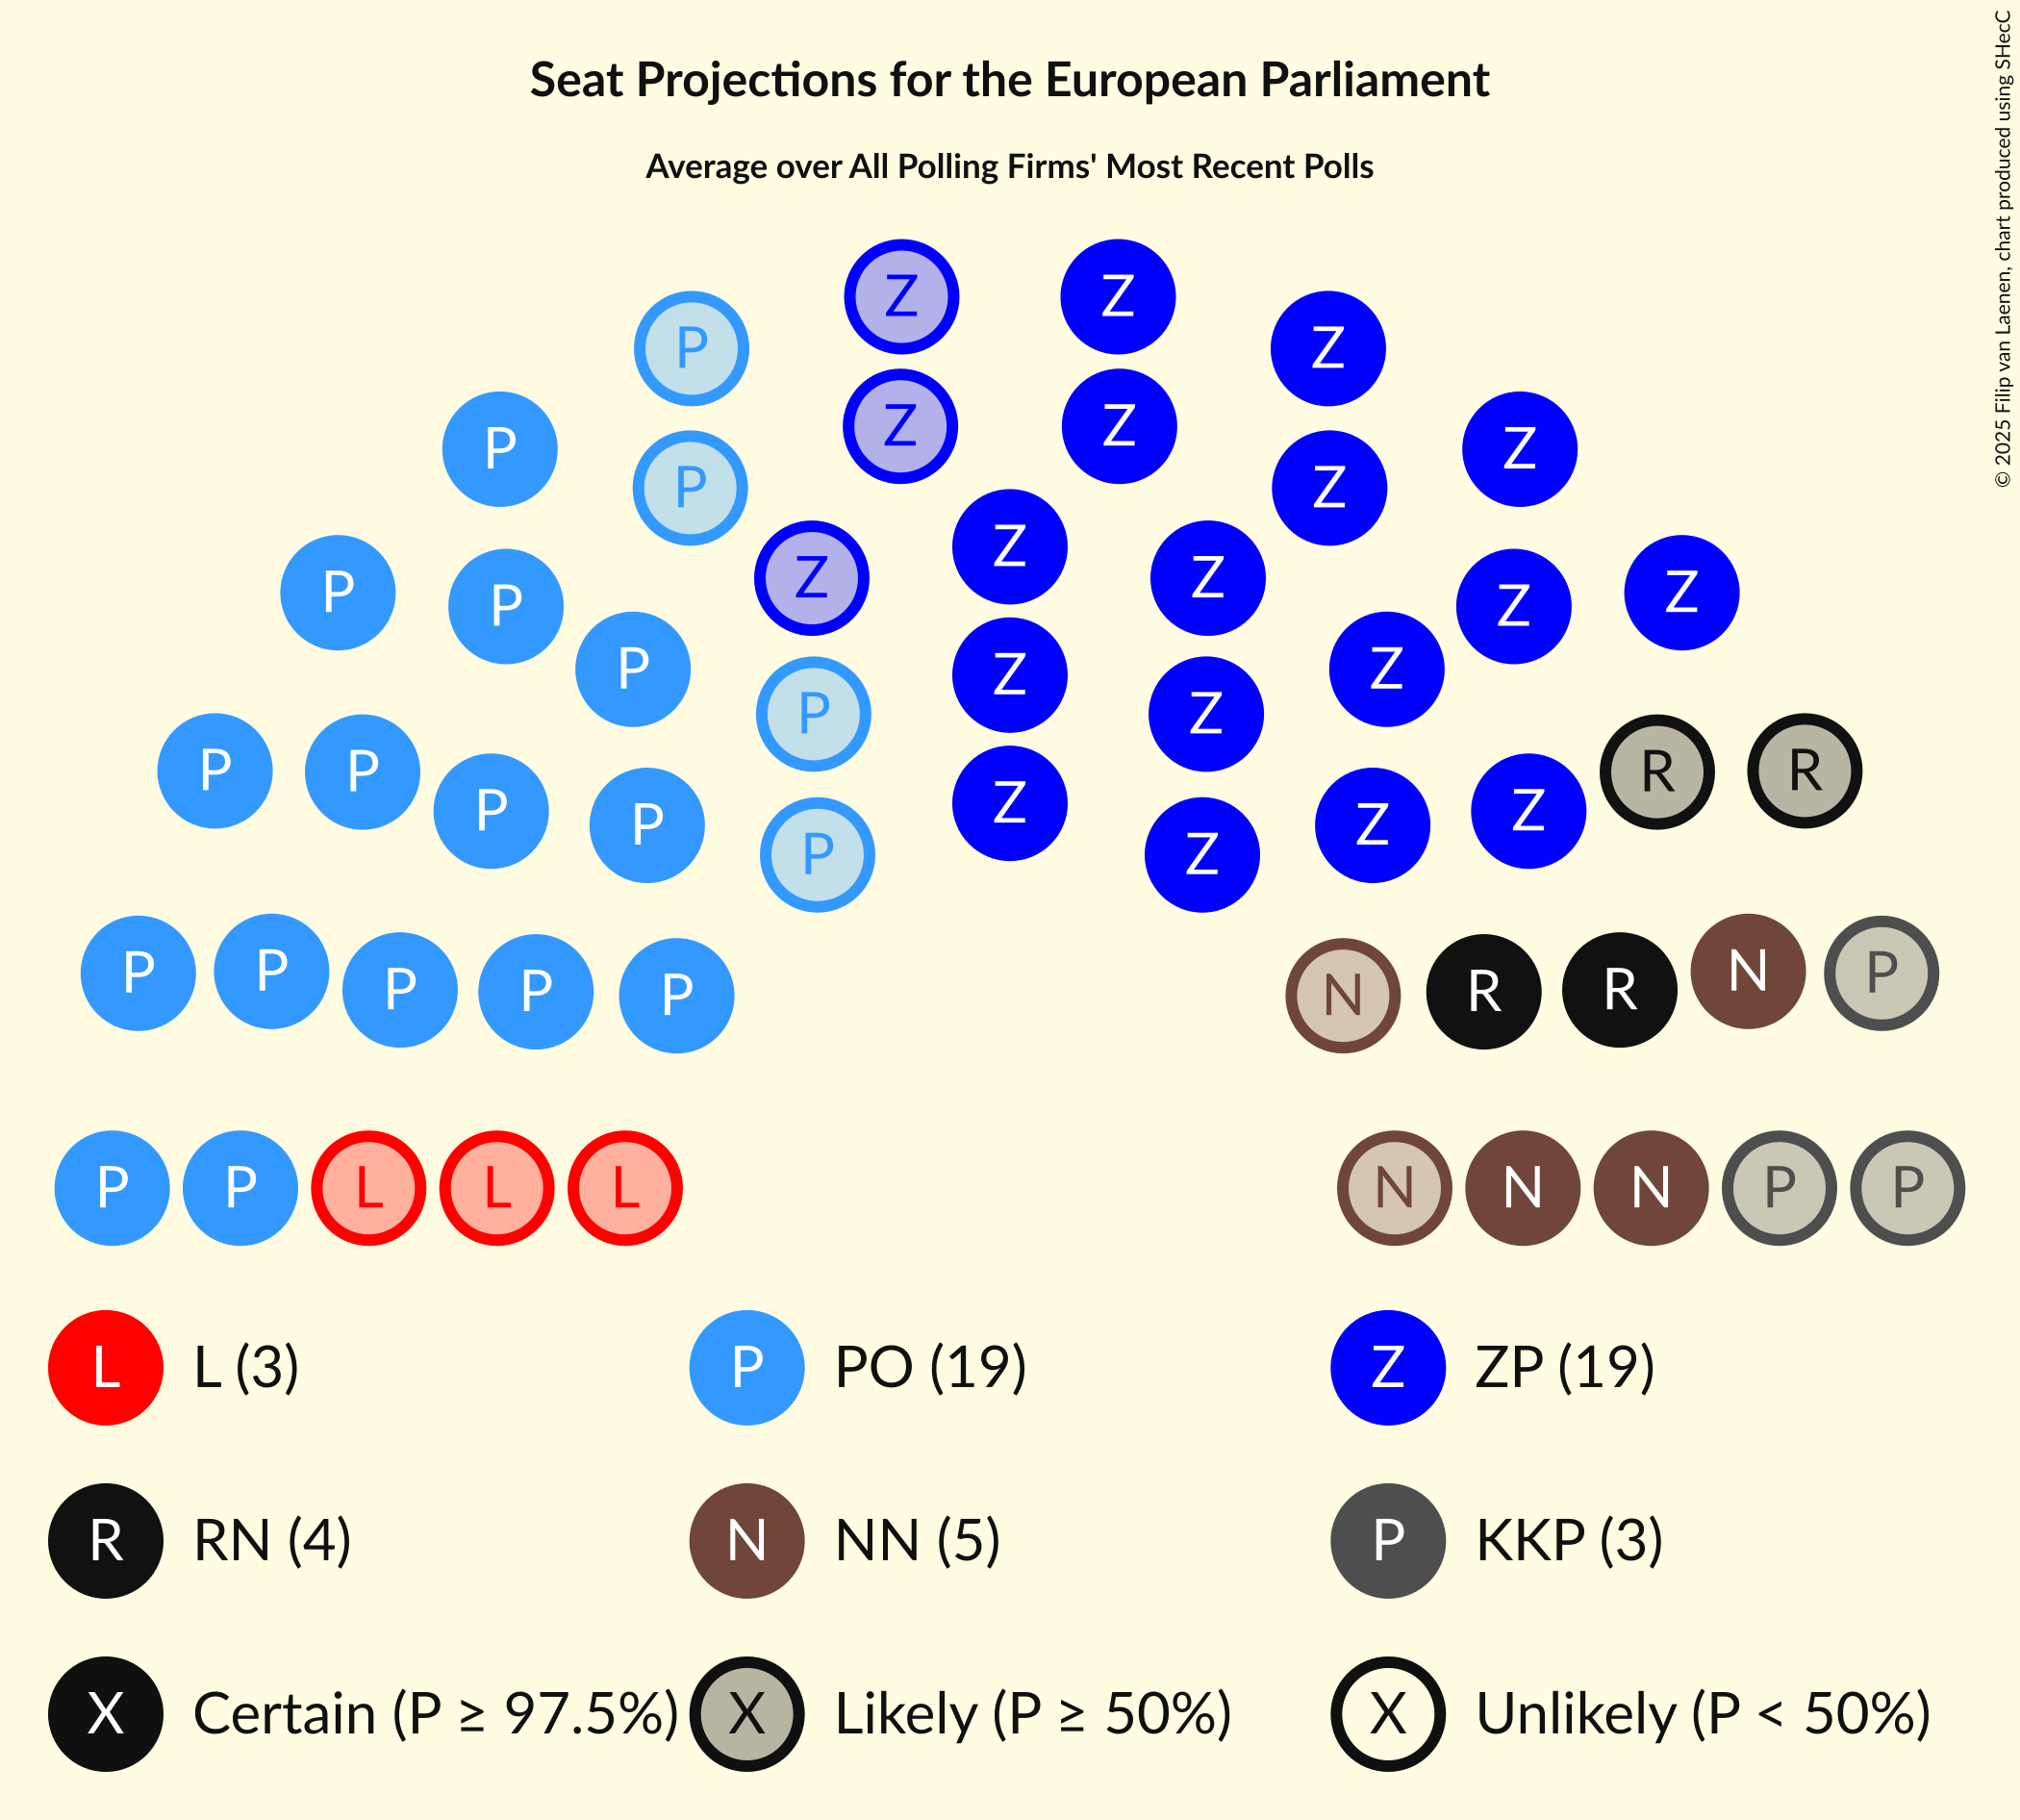 Seat Projections for the European Parliament
Average over All Polling Firms' Most Recent Polls
© 2025 Filip van Laenen, chart produced using SHecC
Z Z
P Z
Z Z
P Z
P P Z
Z
Z Z
P Z
P P Z Z
P Z
Z
P Z
P P R R
Z
P Z
P Z
P Z
P P P P P N R R N P
P P L L L N N N P P
L L (3) P PO (19) Z ZP (19)
R RN (4) N NN (5) P KKP (3)
X Certain (P ≥ 97.5%) X Likely (P ≥ 50%) X Unlikely (P < 50%)